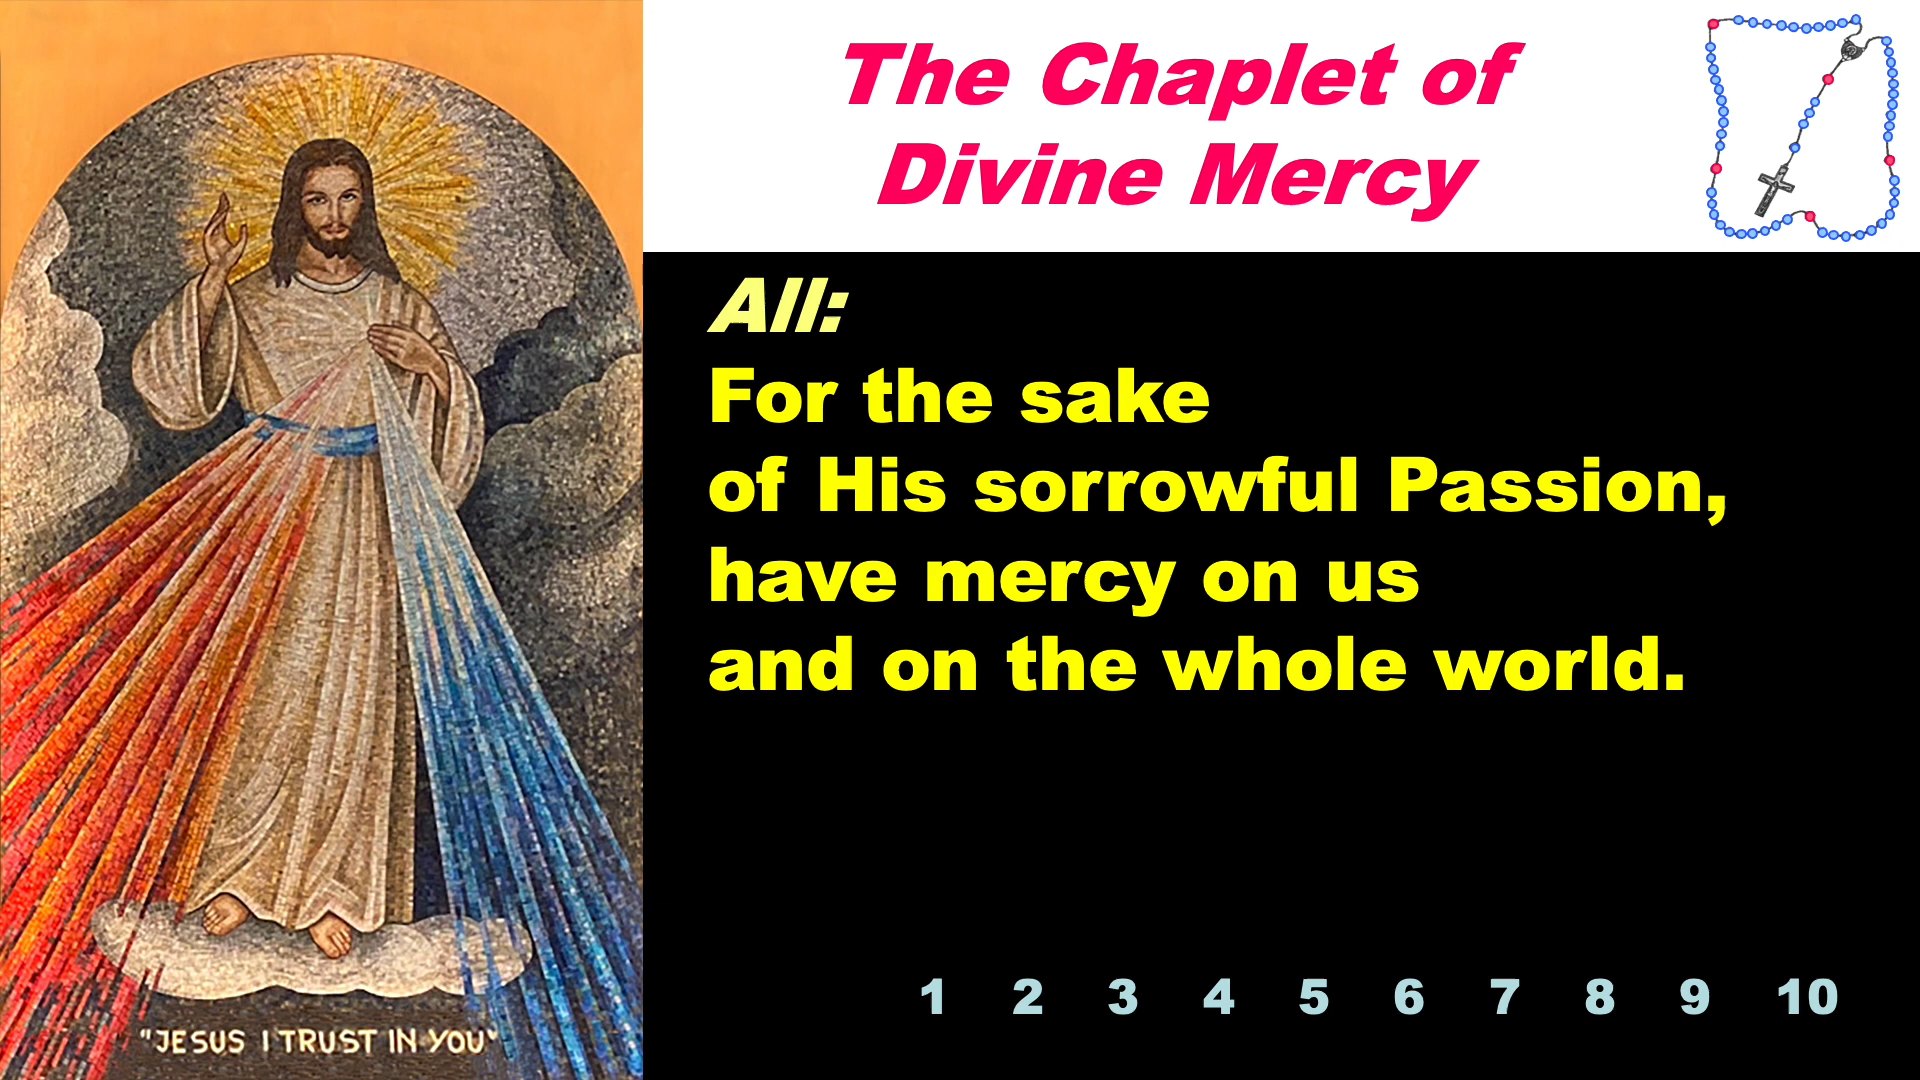 The Chaplet of
Divine Mercy
All:
For the sake
of His sorrowful Passion,
have mercy on us
and on the whole world.
1 2 3 4 5 6 7 8 9 10
"JESUS I TRUST IN YOU"